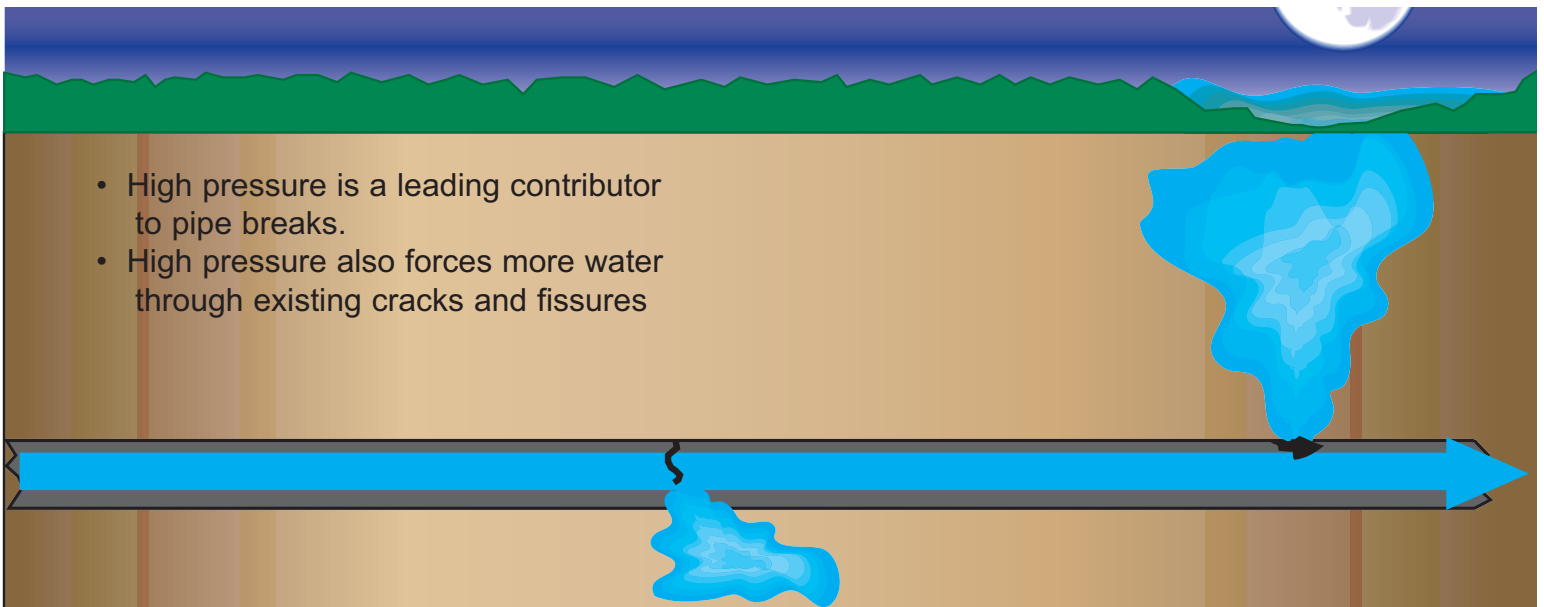 • High pressure is a leading contributor
to pipe breaks.
• High pressure also forces more water
through existing cracks and fissures